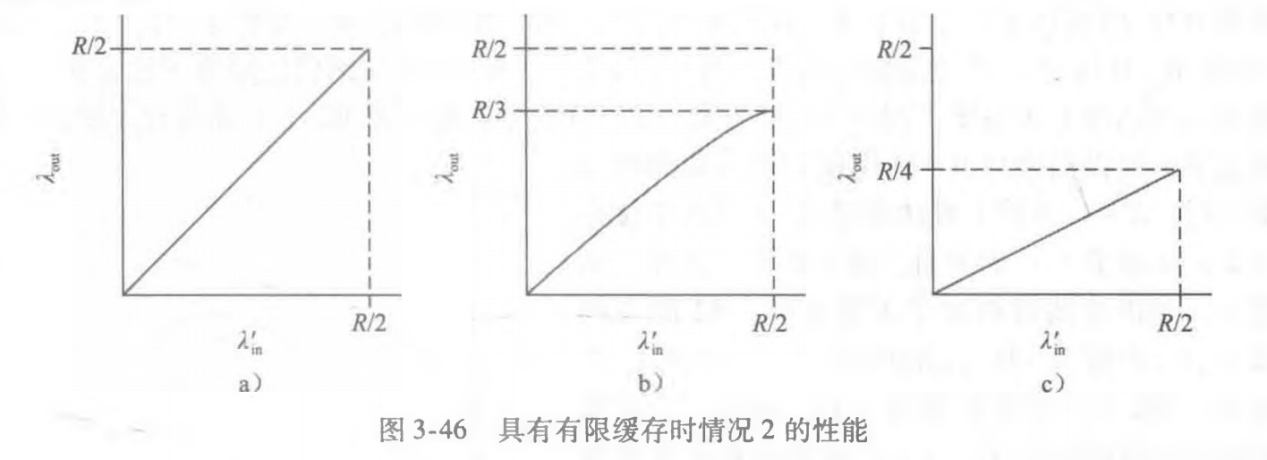 R/2
λout
R/2
λ′in
a）
R/2
R/3
λout
R/2
λ′in
b）
R/2
R/4
λout
R/2
λ′in
c）
图 3-46 具有有限缓存时情况 2 的性能